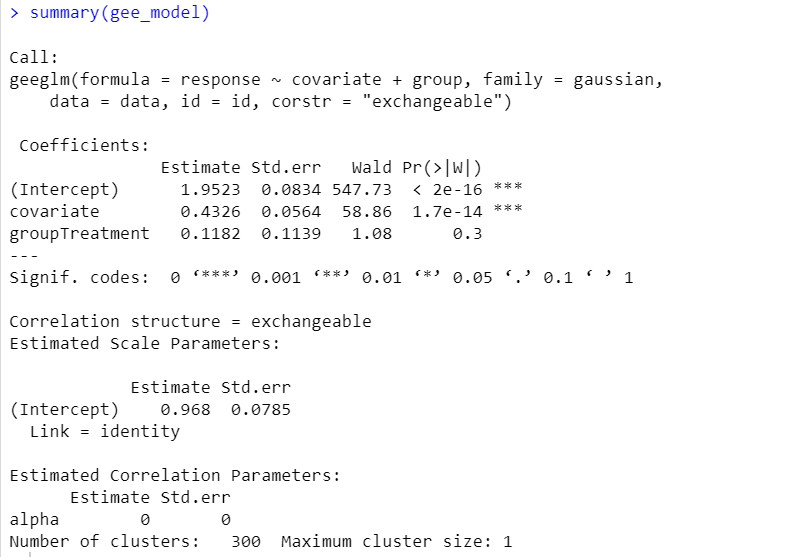 > summary(gee_model)
Call:
geeglm(formula = response ~ covariate + group, family = gaussian,
    data = data, id = id, corstr = "exchangeable")
 Coefficients:
               Estimate Std.err   Wald Pr(>|W|)
(Intercept)      1.9523  0.0834 547.73  < 2e-16 ***
covariate        0.4326  0.0564  58.86  1.7e-14 ***
groupTreatment   0.1182  0.1139   1.08      0.3
---
Signif. codes:  0 ‘***’ 0.001 ‘**’ 0.01 ‘*’ 0.05 ‘.’ 0.1 ‘ ’ 1
Correlation structure = exchangeable
Estimated Scale Parameters:
            Estimate Std.err
(Intercept)    0.968  0.0785
  Link = identity
Estimated Correlation Parameters:
      Estimate Std.err
alpha        0       0
Number of clusters:   300  Maximum cluster size: 1